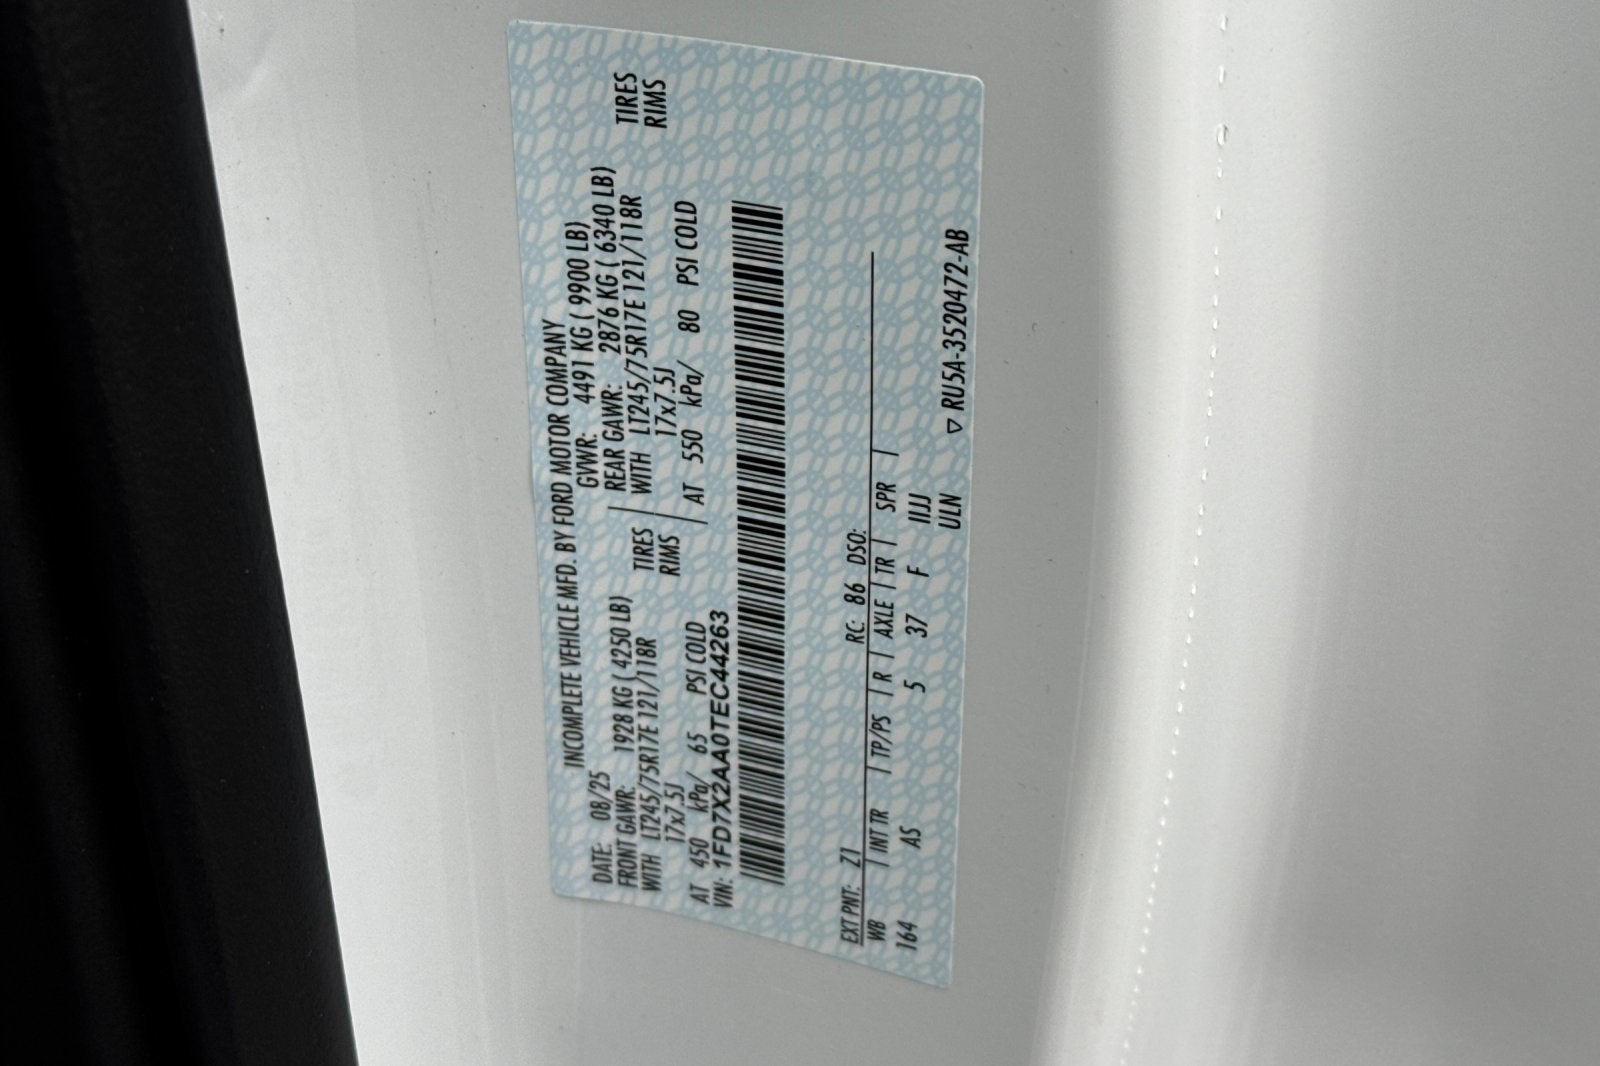 INCOMPLETE VEHICLE MFD. BY FORD MOTOR COMPANY
DATE: 08/25 GVWR: 4491 KG ( 9900 LB)
FRONT GAWR: 1928 KG ( 4250 LB) REAR GAWR: 2876 KG ( 6340 LB)
WITH LT245/75R17E 121/118R TIRES WITH LT245/75R17E 121/118R TIRES
17x7.5J RIMS 17x7.5J RIMS
AT 450 kPa/ 65 PSI COLD AT 550 kPa/ 80 PSI COLD
VIN: 1FD7X2AA0TEC44263
EXT PNT: Z1 RC: 86 DSO:
WB | INT TR | TP/PS | R | AXLE | TR | SPR |
164 AS 5 37 F IIJJ
ULN
▽ RU5A-3520472-AB